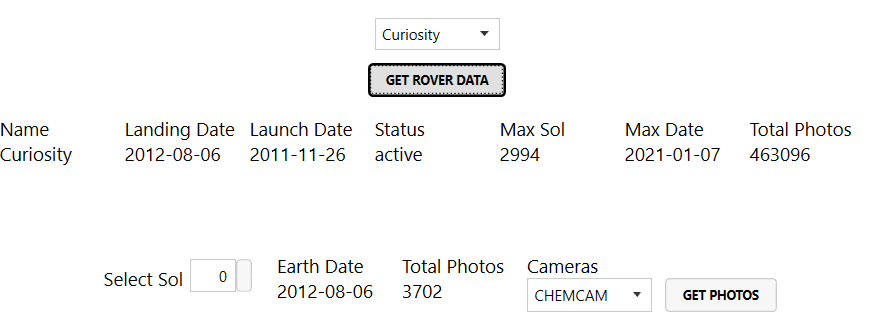 Curiosity
GET ROVER DATA
Name Landing Date Launch Date Status Max Sol Max Date Total Photos
Curiosity 2012-08-06 2011-11-26 active 2994 2021-01-07 463096
Select Sol 0 Earth Date Total Photos Cameras
2012-08-06 3702 CHEMCAM GET PHOTOS